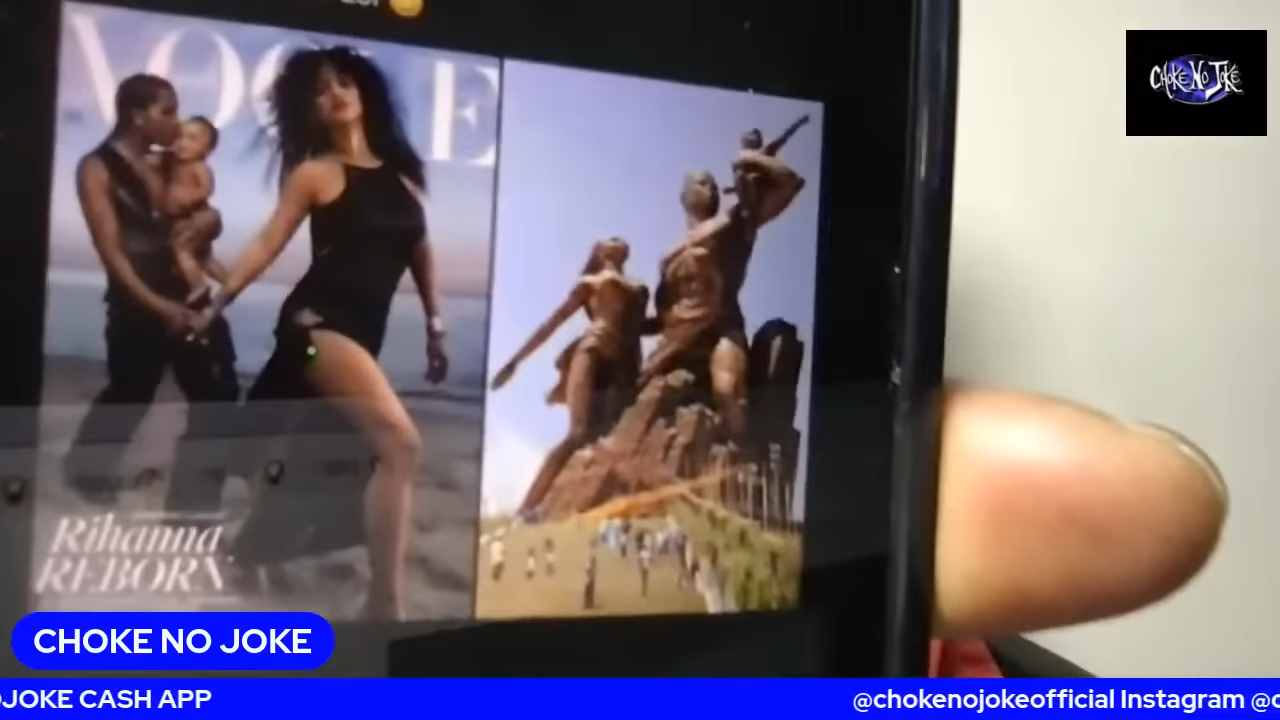 VOGUE
CHOKE NO JOKE
Rihanna
REBORN
CHOKE NO JOKE
JOKE CASH APP
@chokenojokeofficial Instagram @c